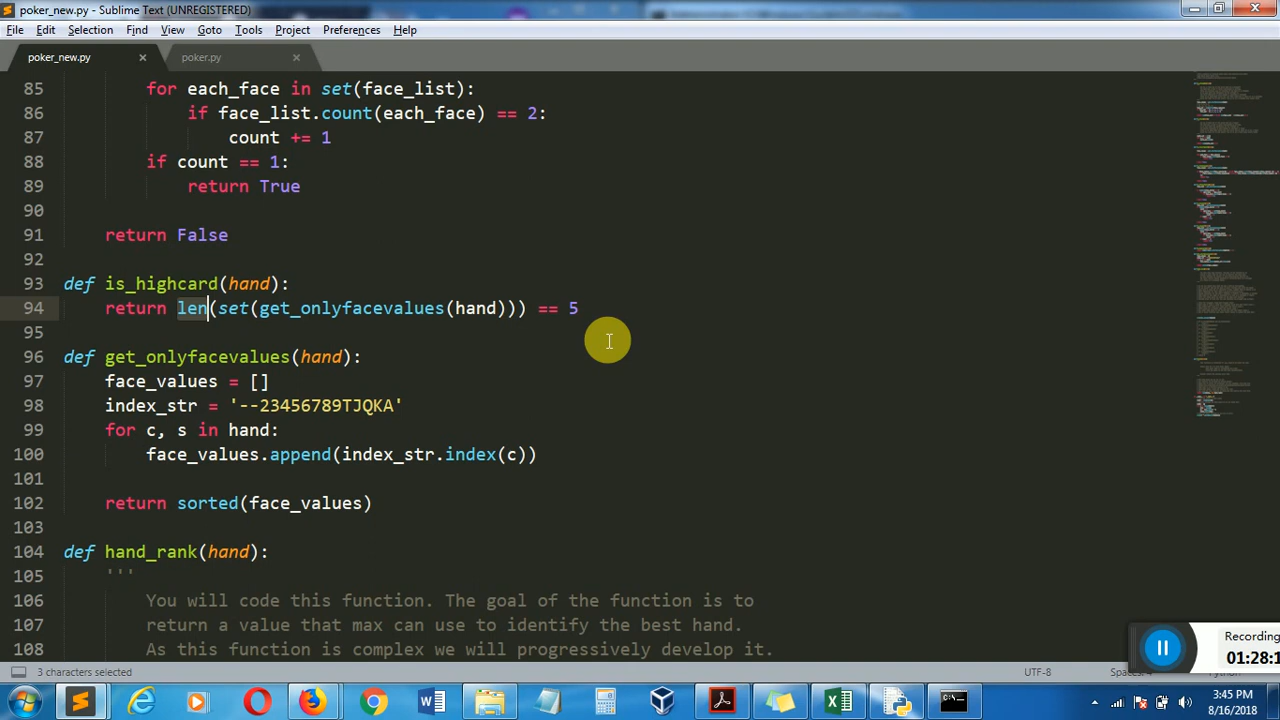 poker_new.py - Sublime Text (UNREGISTERED)
File Edit Selection Find View Goto Tools Project Preferences Help
poker_new.py × poker.py ×
85 for each_face in set(face_list):
86 if face_list.count(each_face) == 2:
87 count += 1
88 if count == 1:
89 return True
90
91 return False
92
93 def is_highcard(hand):
94 return len(set(get_onlyfacevalues(hand))) == 5
95
96 def get_onlyfacevalues(hand):
97 face_values = []
98 index_str = '--23456789TJQKA'
99 for c, s in hand:
100 face_values.append(index_str.index(c))
101
102 return sorted(face_values)
103
104 def hand_rank(hand):
105 '''
106 You will code this function. The goal of the function is to
107 return a value that max can use to identify the best hand.
108 As this function is complex we will progressively develop it.
Recording
01:28:1
3 characters selected UTF-8
3:45 PM
8/16/2018